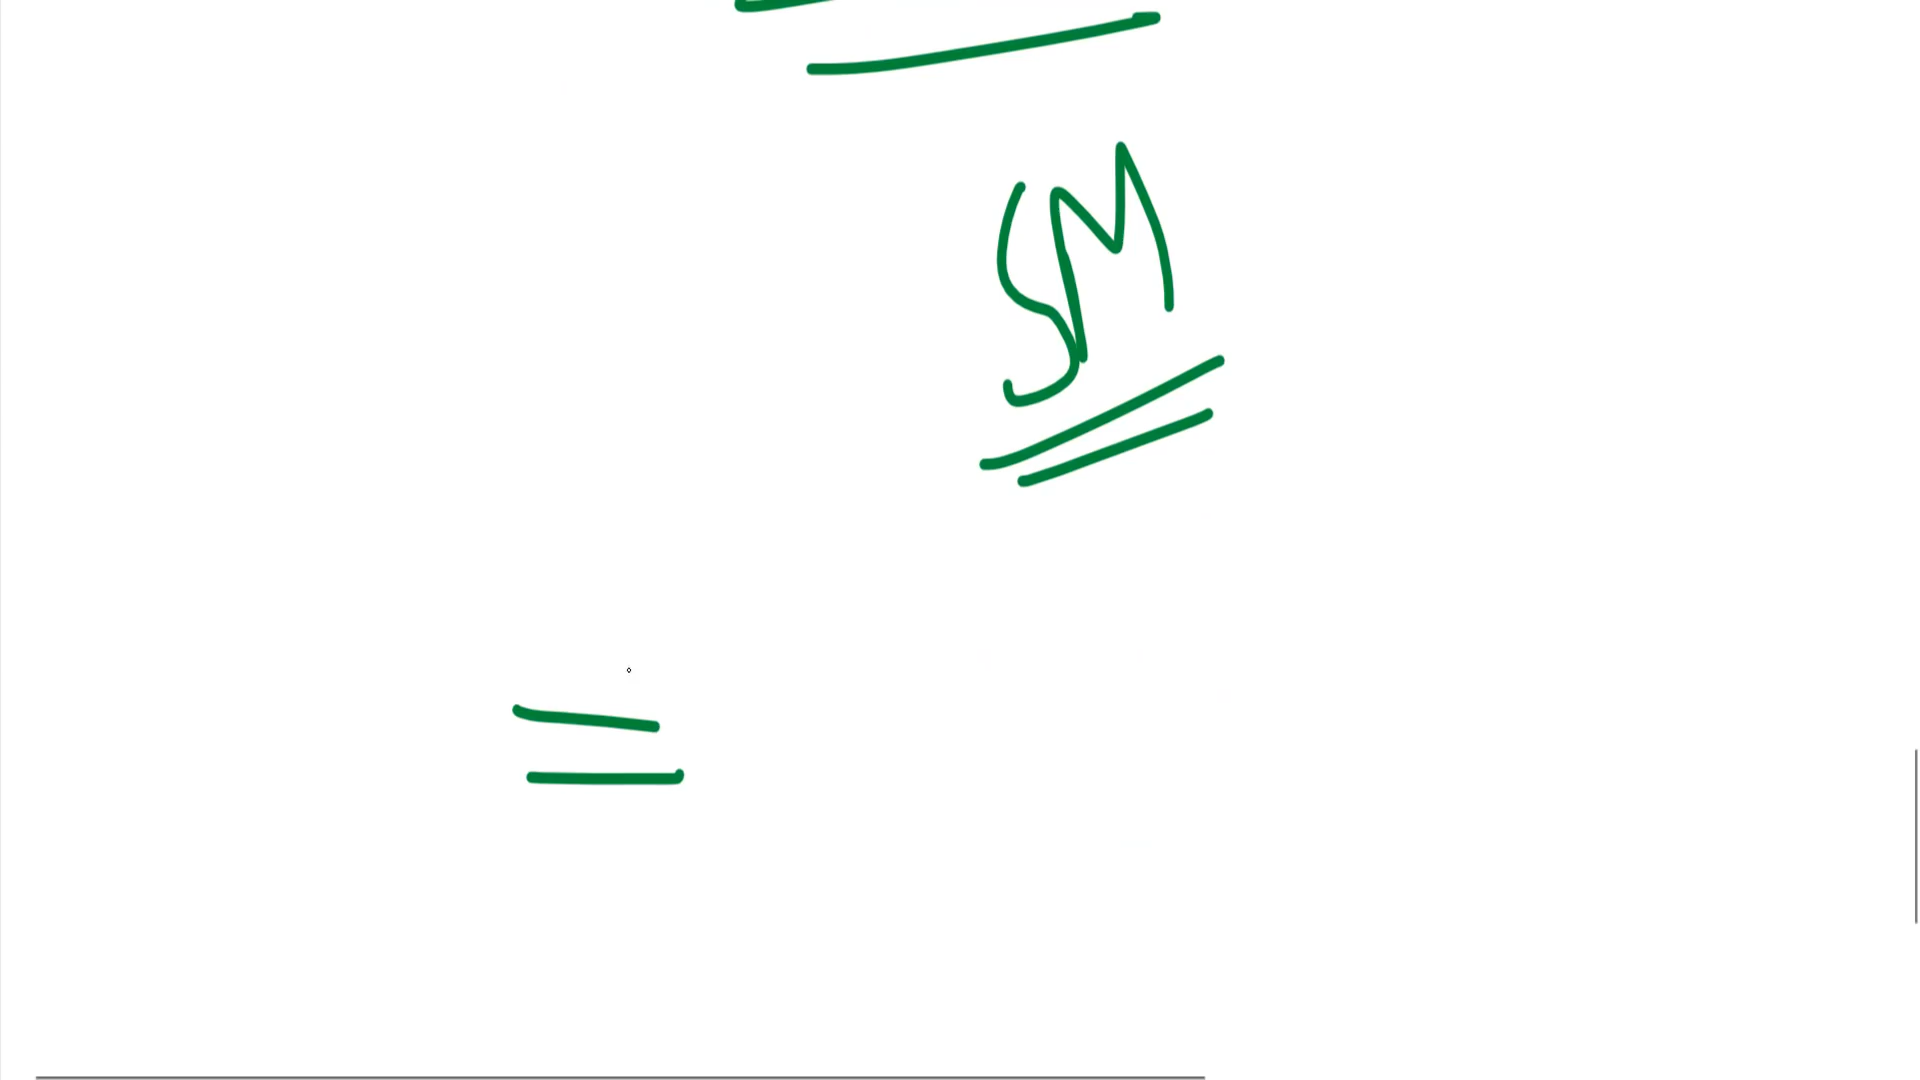 SM
=